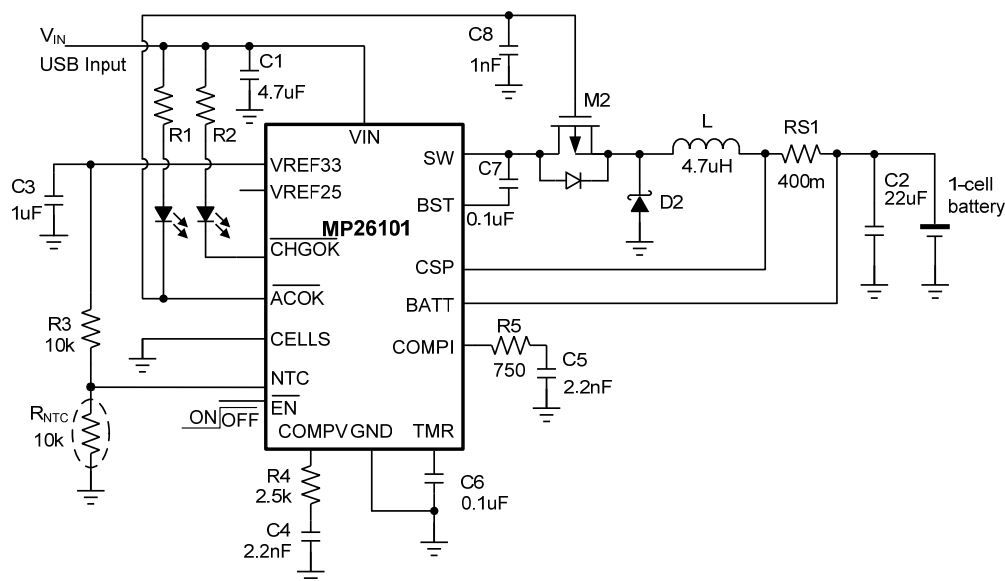 VIN
USB Input
C8
1nF
C1
4.7uF
R1
R2
M2
L
4.7uH
RS1
400m
C2
22uF
1-cell
battery
C7
0.1uF
D2
C3
1uF
VIN
VREF33
VREF25
MP26101
CHGOK
ACOK
CELLS
NTC
EN
COMPV
GND
TMR
SW
BST
CSP
BATT
COMPI
R3
10k
RNTC
10k
ON
OFF
R5
750
C5
2.2nF
R4
2.5k
C4
2.2nF
C6
0.1uF